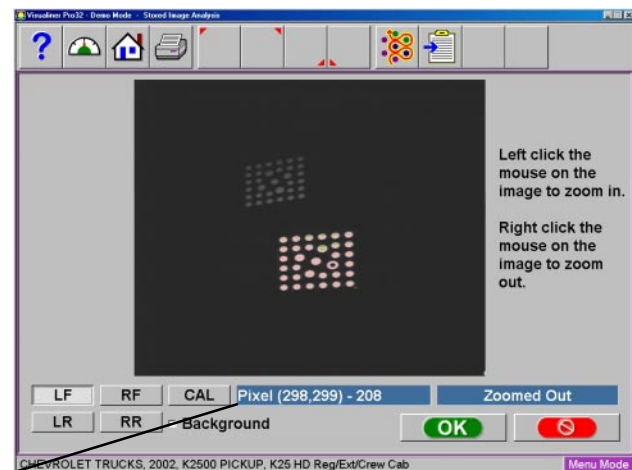 Visualiner Pro32 - Demo Mode - Stored Image Analysis
Left click the
mouse on the
image to zoom in.
Right click the
mouse on the
image to zoom
out.
LF RF CAL Pixel (298,299) - 208 Zoomed Out
LR RR Background OK
CHEVROLET TRUCKS, 2002, K2500 PICKUP, K25 HD Reg/Ext/Crew Cab Menu Mode